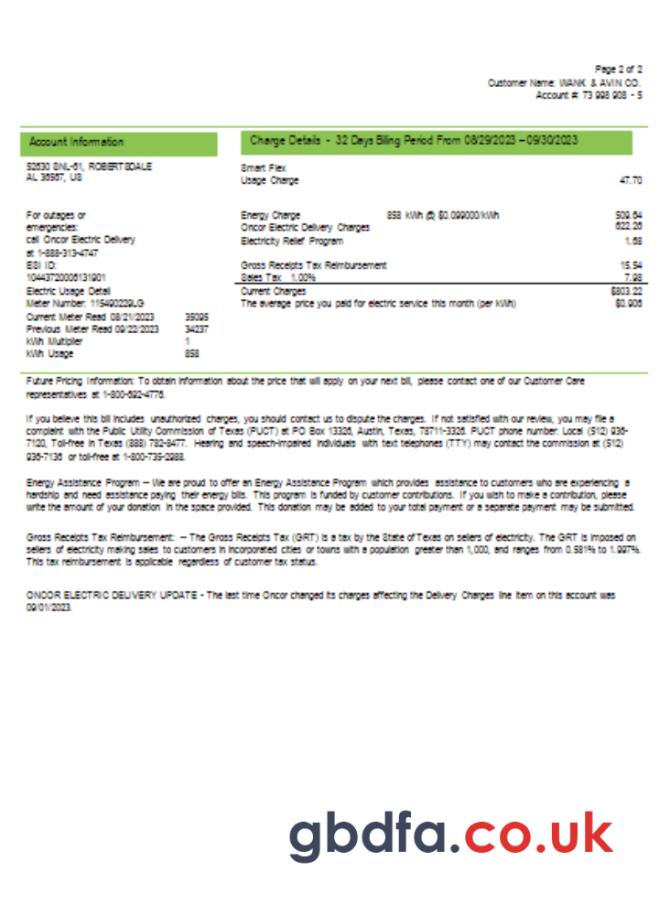 Page 2 of 2
Customer Name: WANK & AVIN CO.
Account #: 73 998 908 - 5
Account Information
Charge Details - 32 Days Biling Period From 08/29/2023 – 09/30/2023
52630 SNL-61, ROBERTSDALE
AL 36567, US
Smart Flex
Usage Charge 47.70
For outages or
emergencies:
call Oncor Electric Delivery
at 1-888-313-4747
ESI ID:
10443720006131901
Energy Charge 858 kWh @ $0.099000/kWh 509.64
Oncor Electric Delivery Charges 622.26
Electricity Relief Program 1.68
Gross Receipts Tax Reimbursement 15.54
Sales Tax 1.00% 7.98
Current Charges $803.22
The average price you paid for electric service this month (per kWh) $0.906
Electric Usage Detail
Meter Number: 115490229LG
Current Meter Read 08/21/2023 35095
Previous Meter Read 09/22/2023 34237
kWh Multiplier 1
kWh Usage 858
Future Pricing Information: To obtain information about the price that will apply on your next bill, please contact one of our Customer Care
representatives at 1-800-692-4776.
If you believe this bill includes unauthorized charges, you should contact us to dispute the charges. If not satisfied with our review, you may file a
complaint with the Public Utility Commission of Texas (PUCT) at PO Box 13326, Austin, Texas, 78711-3326. PUCT phone number: Local (512) 936-
7120, Toll-free in Texas (888) 782-8477. Hearing and speech-impaired individuals with text telephones (TTY) may contact the commission at (512)
936-7136 or toll-free at 1-800-735-2988.
Energy Assistance Program – We are proud to offer an Energy Assistance Program which provides assistance to customers who are experiencing a
hardship and need assistance paying their energy bills. This program is funded by customer contributions. If you wish to make a contribution, please
write the amount of your donation in the space provided. This donation may be added to your total payment or a separate payment may be submitted.
Gross Receipts Tax Reimbursement: – The Gross Receipts Tax (GRT) is a tax by the State of Texas on sellers of electricity. The GRT is imposed on
sellers of electricity making sales to customers in incorporated cities or towns with a population greater than 1,000, and ranges from 0.581% to 1.997%.
This tax reimbursement is applicable regardless of customer tax status.
ONCOR ELECTRIC DELIVERY UPDATE - The last time Oncor changed its charges affecting the Delivery Charges line item on this account was
09/01/2023.
gbdfa.co.uk